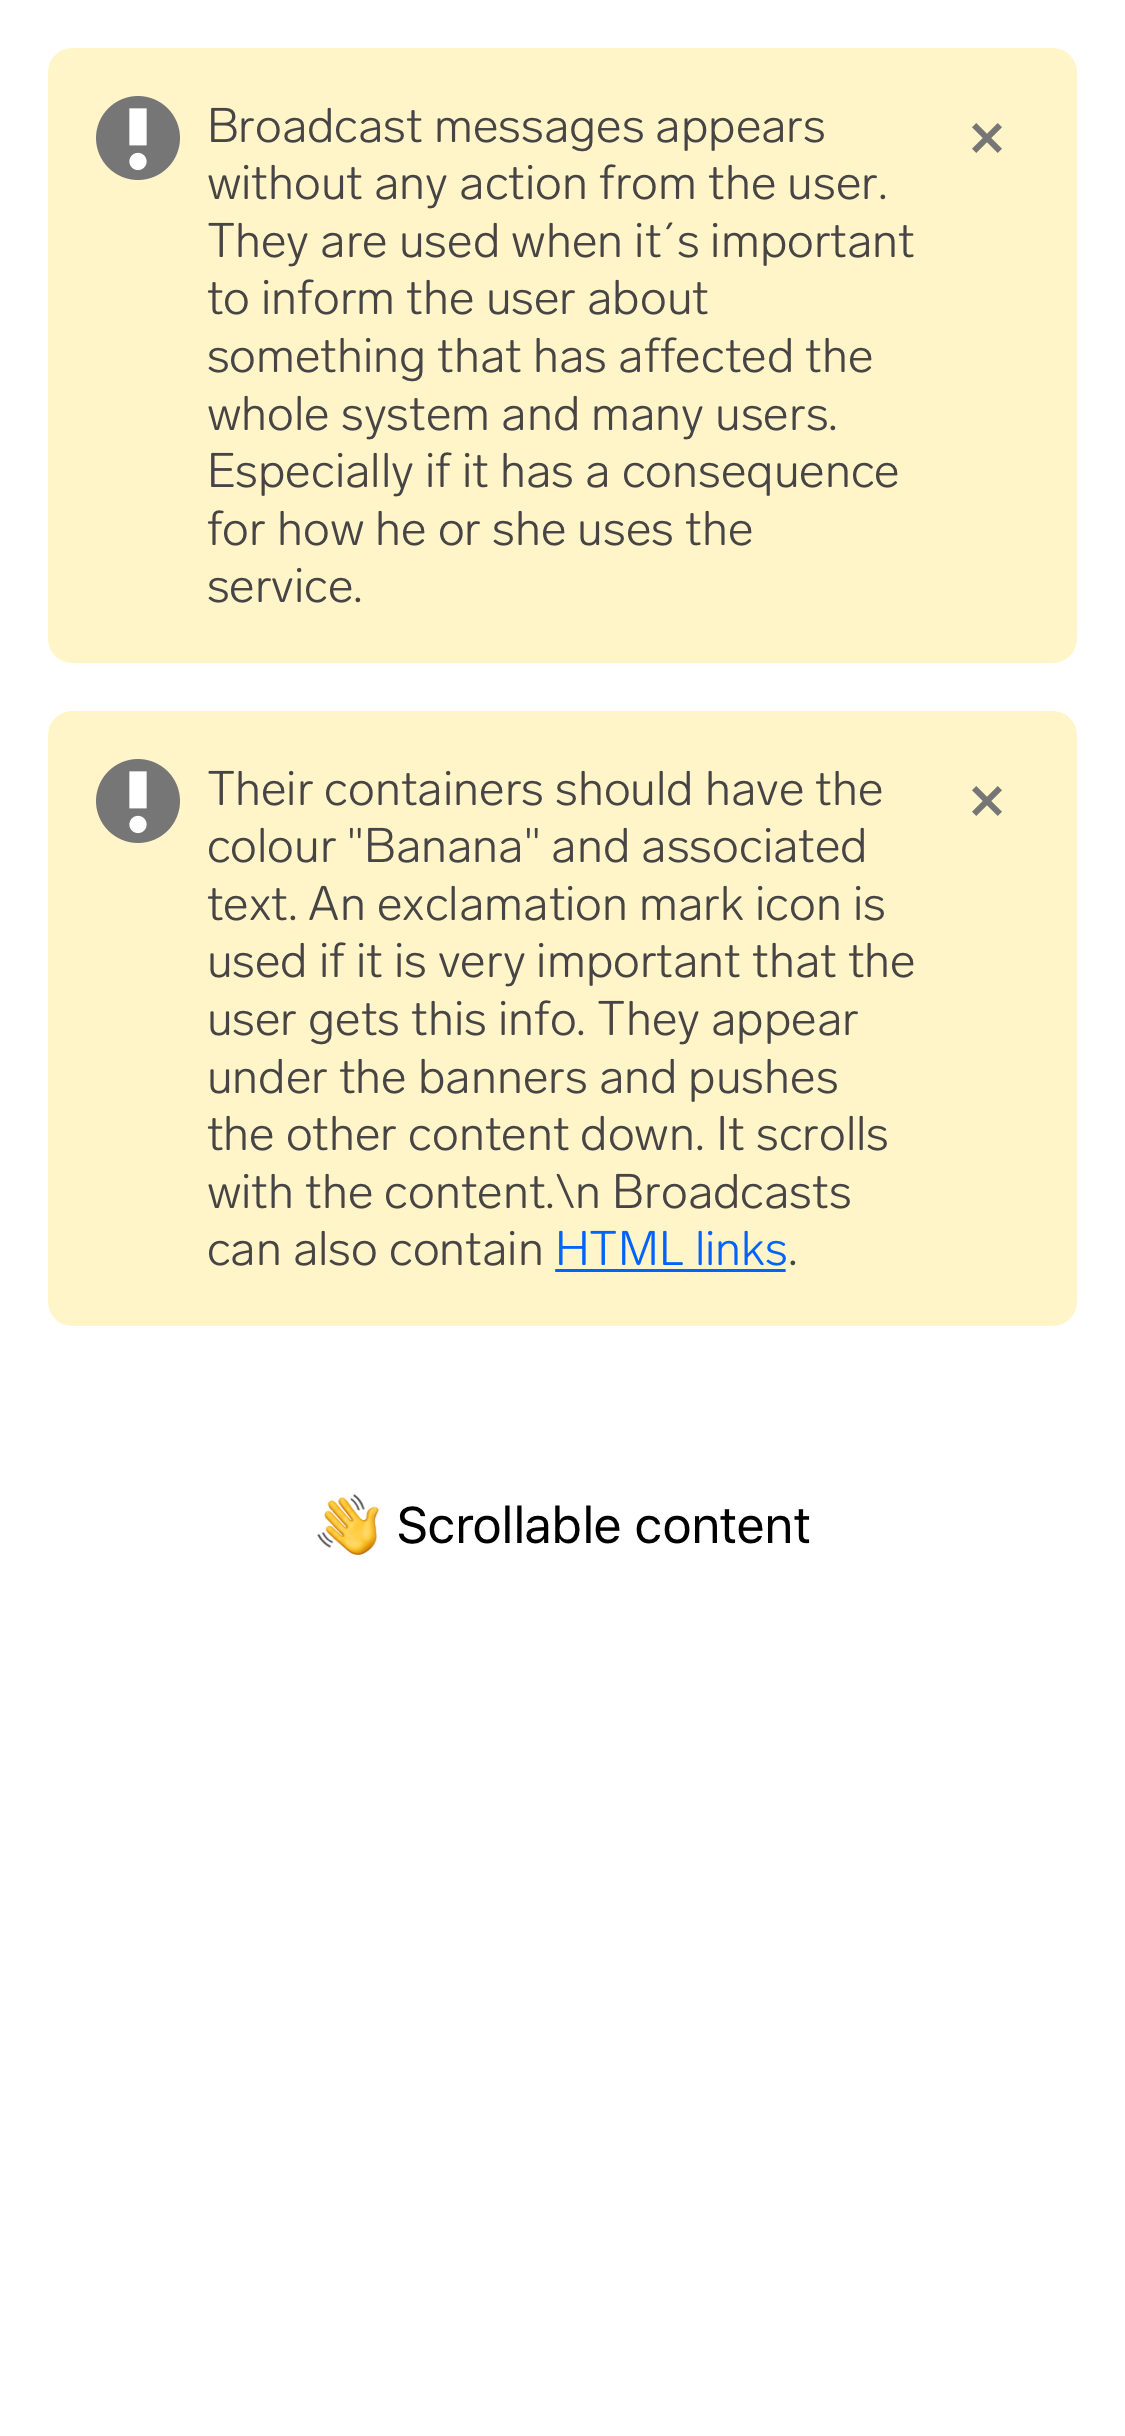 Broadcast messages appears
without any action from the user.
They are used when it´s important
to inform the user about
something that has affected the
whole system and many users.
Especially if it has a consequence
for how he or she uses the
service.
Their containers should have the
colour "Banana" and associated
text. An exclamation mark icon is
used if it is very important that the
user gets this info. They appear
under the banners and pushes
the other content down. It scrolls
with the content.\n Broadcasts
can also contain HTML links.
👋 Scrollable content